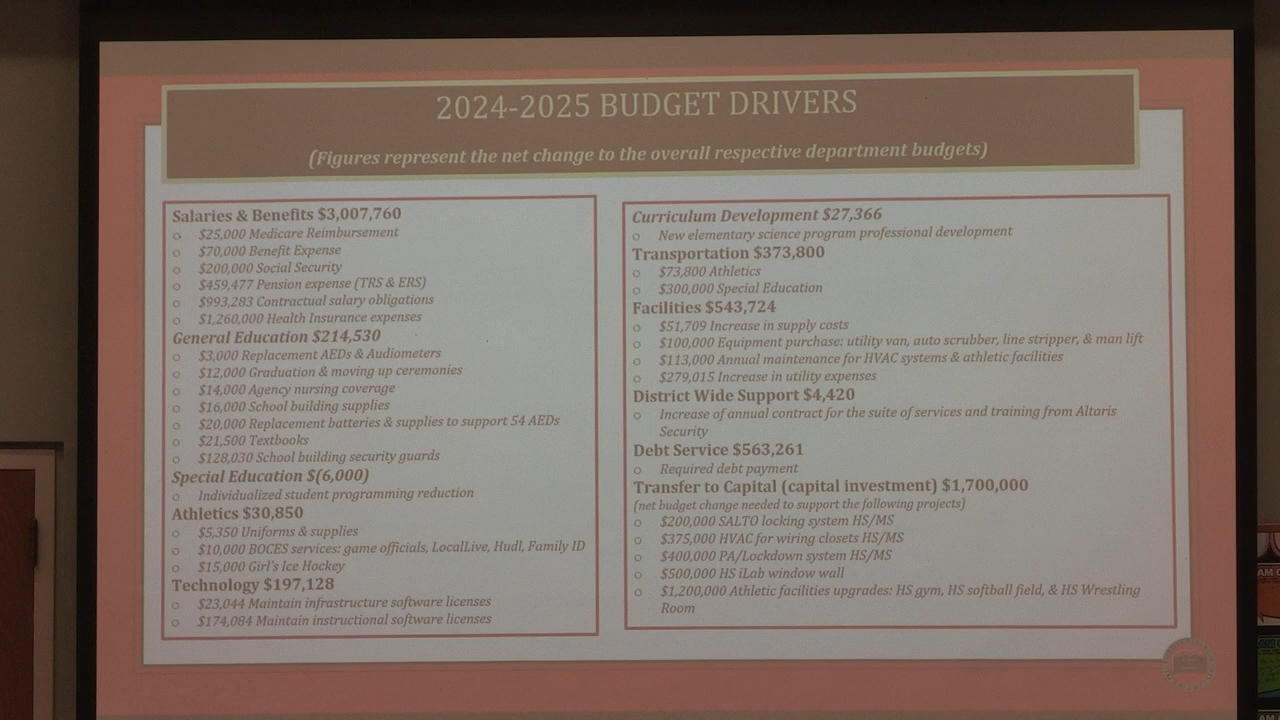 2024-2025 BUDGET DRIVERS
(Figures represent the net change to the overall respective department budgets)
Salaries & Benefits $3,007,760
o $25,000 Medicare Reimbursement
o $70,000 Benefit Expense
o $200,000 Social Security
o $459,477 Pension expense (TRS & ERS)
o $993,283 Contractual salary obligations
o $1,260,000 Health Insurance expenses
General Education $214,530
o $3,000 Replacement AEDs & Audiometers
o $12,000 Graduation & moving up ceremonies
o $14,000 Agency nursing coverage
o $16,000 School building supplies
o $20,000 Replacement batteries & supplies to support 54 AEDs
o $21,500 Textbooks
o $128,030 School building security guards
Special Education $(6,000)
o Individualized student programming reduction
Athletics $30,850
o $5,350 Uniforms & supplies
o $10,000 BOCES services: game officials, LocalLive, Hudl, Family ID
o $15,000 Girl's Ice Hockey
Technology $197,128
o $23,044 Maintain infrastructure software licenses
o $174,084 Maintain instructional software licenses
Curriculum Development $27,366
o New elementary science program professional development
Transportation $373,800
o $73,800 Athletics
o $300,000 Special Education
Facilities $543,724
o $51,709 Increase in supply costs
o $100,000 Equipment purchase: utility van, auto scrubber, line stripper, & man lift
o $113,000 Annual maintenance for HVAC systems & athletic facilities
o $279,015 Increase in utility expenses
District Wide Support $4,420
o Increase of annual contract for the suite of services and training from Altaris
Security
Debt Service $563,261
o Required debt payment
Transfer to Capital (capital investment) $1,700,000
(net budget change needed to support the following projects)
o $200,000 SALTO locking system HS/MS
o $375,000 HVAC for wiring closets HS/MS
o $400,000 PA/Lockdown system HS/MS
o $500,000 HS iLab window wall
o $1,200,000 Athletic facilities upgrades: HS gym, HS softball field, & HS Wrestling
Room